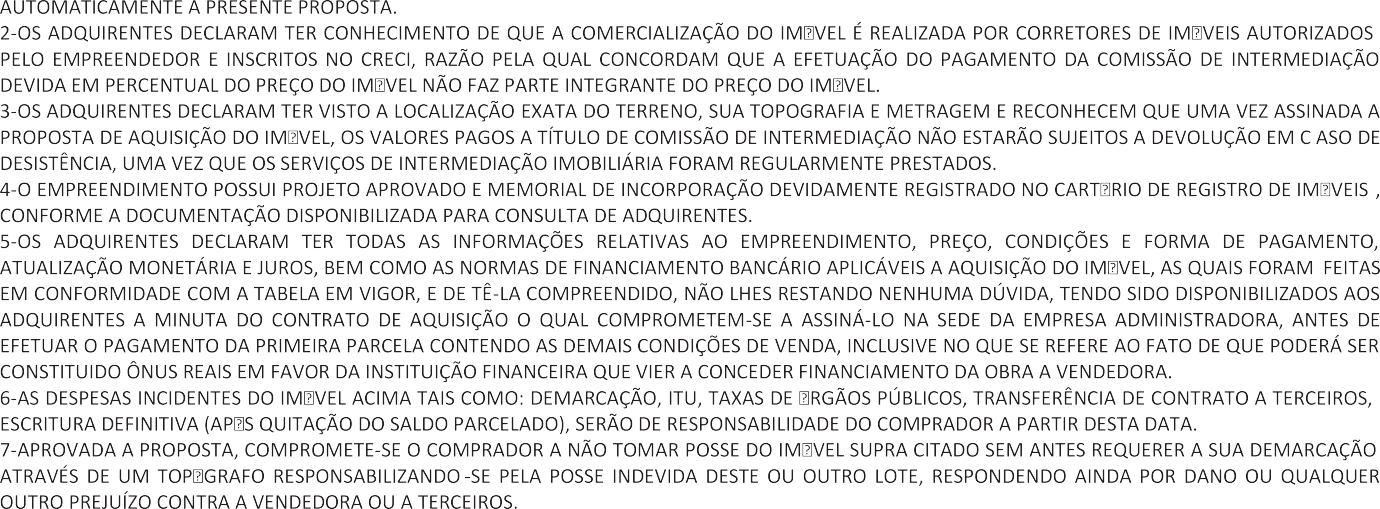 AUTOMATICAMENTE A PRESENTE PROPOSTA.
2-OS ADQUIRENTES DECLARAM TER CONHECIMENTO DE QUE A COMERCIALIZAÇÃO DO IM�VEL É REALIZADA POR CORRETORES DE IM�VEIS AUTORIZADOS
PELO EMPREENDEDOR E INSCRITOS NO CRECI, RAZÃO PELA QUAL CONCORDAM QUE A EFETUAÇÃO DO PAGAMENTO DA COMISSÃO DE INTERMEDIAÇÃO
DEVIDA EM PERCENTUAL DO PREÇO DO IM�VEL NÃO FAZ PARTE INTEGRANTE DO PREÇO DO IM�VEL.
3-OS ADQUIRENTES DECLARAM TER VISTO A LOCALIZAÇÃO EXATA DO TERRENO, SUA TOPOGRAFIA E METRAGEM E RECONHECEM QUE UMA VEZ ASSINADA A
PROPOSTA DE AQUISIÇÃO DO IM�VEL, OS VALORES PAGOS A TÍTULO DE COMISSÃO DE INTERMEDIAÇÃO NÃO ESTARÃO SUJEITOS A DEVOLUÇÃO EM C ASO DE
DESISTÊNCIA, UMA VEZ QUE OS SERVIÇOS DE INTERMEDIAÇÃO IMOBILIÁRIA FORAM REGULARMENTE PRESTADOS.
4-O EMPREENDIMENTO POSSUI PROJETO APROVADO E MEMORIAL DE INCORPORAÇÃO DEVIDAMENTE REGISTRADO NO CART�RIO DE REGISTRO DE IM�VEIS ,
CONFORME A DOCUMENTAÇÃO DISPONIBILIZADA PARA CONSULTA DE ADQUIRENTES.
5-OS ADQUIRENTES DECLARAM TER TODAS AS INFORMAÇÕES RELATIVAS AO EMPREENDIMENTO, PREÇO, CONDIÇÕES E FORMA DE PAGAMENTO,
ATUALIZAÇÃO MONETÁRIA E JUROS, BEM COMO AS NORMAS DE FINANCIAMENTO BANCÁRIO APLICÁVEIS A AQUISIÇÃO DO IM�VEL, AS QUAIS FORAM FEITAS
EM CONFORMIDADE COM A TABELA EM VIGOR, E DE TÊ-LA COMPREENDIDO, NÃO LHES RESTANDO NENHUMA DÚVIDA, TENDO SIDO DISPONIBILIZADOS AOS
ADQUIRENTES A MINUTA DO CONTRATO DE AQUISIÇÃO O QUAL COMPROMETEM-SE A ASSINÁ-LO NA SEDE DA EMPRESA ADMINISTRADORA, ANTES DE
EFETUAR O PAGAMENTO DA PRIMEIRA PARCELA CONTENDO AS DEMAIS CONDIÇÕES DE VENDA, INCLUSIVE NO QUE SE REFERE AO FATO DE QUE PODERÁ SER
CONSTITUIDO ÔNUS REAIS EM FAVOR DA INSTITUIÇÃO FINANCEIRA QUE VIER A CONCEDER FINANCIAMENTO DA OBRA A VENDEDORA.
6-AS DESPESAS INCIDENTES DO IM�VEL ACIMA TAIS COMO: DEMARCAÇÃO, ITU, TAXAS DE �RGÃOS PÚBLICOS, TRANSFERÊNCIA DE CONTRATO A TERCEIROS,
ESCRITURA DEFINITIVA (AP�S QUITAÇÃO DO SALDO PARCELADO), SERÃO DE RESPONSABILIDADE DO COMPRADOR A PARTIR DESTA DATA.
7-APROVADA A PROPOSTA, COMPROMETE-SE O COMPRADOR A NÃO TOMAR POSSE DO IM�VEL SUPRA CITADO SEM ANTES REQUERER A SUA DEMARCAÇÃO
ATRAVÉS DE UM TOP�GRAFO RESPONSABILIZANDO -SE PELA POSSE INDEVIDA DESTE OU OUTRO LOTE, RESPONDENDO AINDA POR DANO OU QUALQUER
OUTRO PREJUÍZO CONTRA A VENDEDORA OU A TERCEIROS.